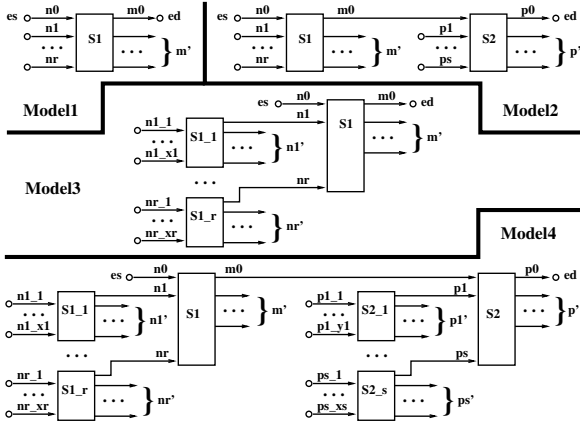 es n0 m0 ed
n1 S1
... ... ... } m'
nr
es n0 m0 p0 ed
n1 S1 p1 S2
... ... ... } m' ... ... ... } p'
nr ps
Model1
Model2
es n0 m0 ed
n1 S1
n1_1
... S1_1 ... } n1' ... } m'
n1_x1
Model3
...
nr
nr_1
... S1_r ... } nr'
nr_xr
Model4
es n0 m0 p0 ed
n1_1 n1 p1_1 p1
... S1_1 ... } n1' S1 ... } m' ... S2_1 ... } p1' S2 ... } p'
n1_x1 p1_y1
... ...
nr ps
nr_1 ps_1
... S1_r ... } nr' ... S2_s ... } ps'
nr_xr ps_xs